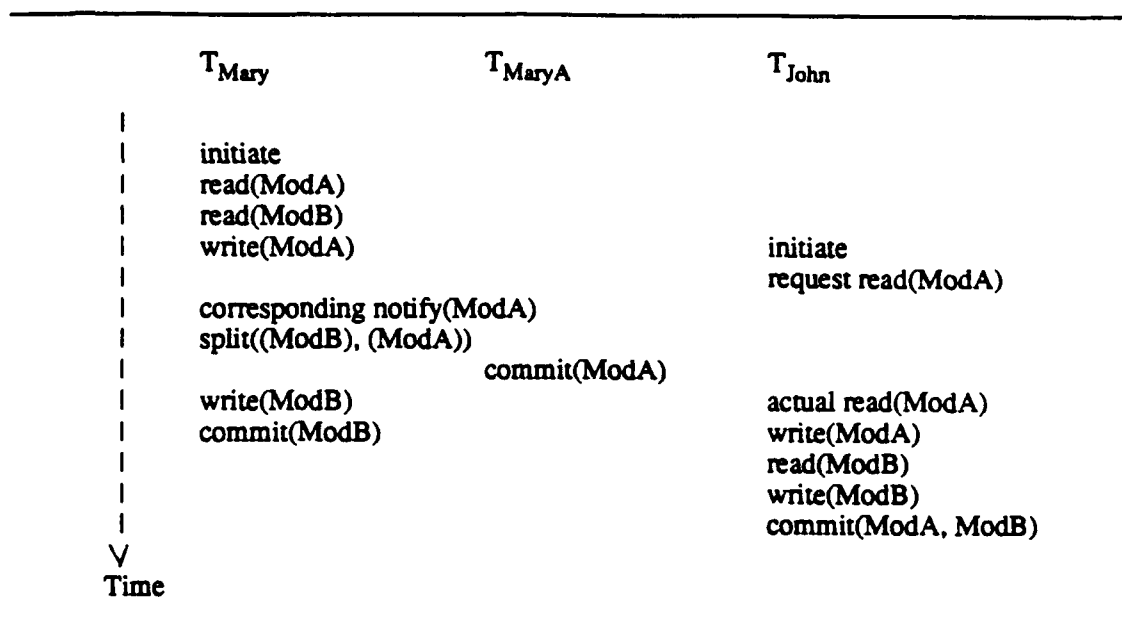 T_Mary T_MaryA T_John
initiate
read(ModA)
read(ModB)
write(ModA) initiate
request read(ModA)
corresponding notify(ModA)
split((ModB), (ModA))
commit(ModA)
write(ModB) actual read(ModA)
commit(ModB) write(ModA)
read(ModB)
write(ModB)
commit(ModA, ModB)
Time